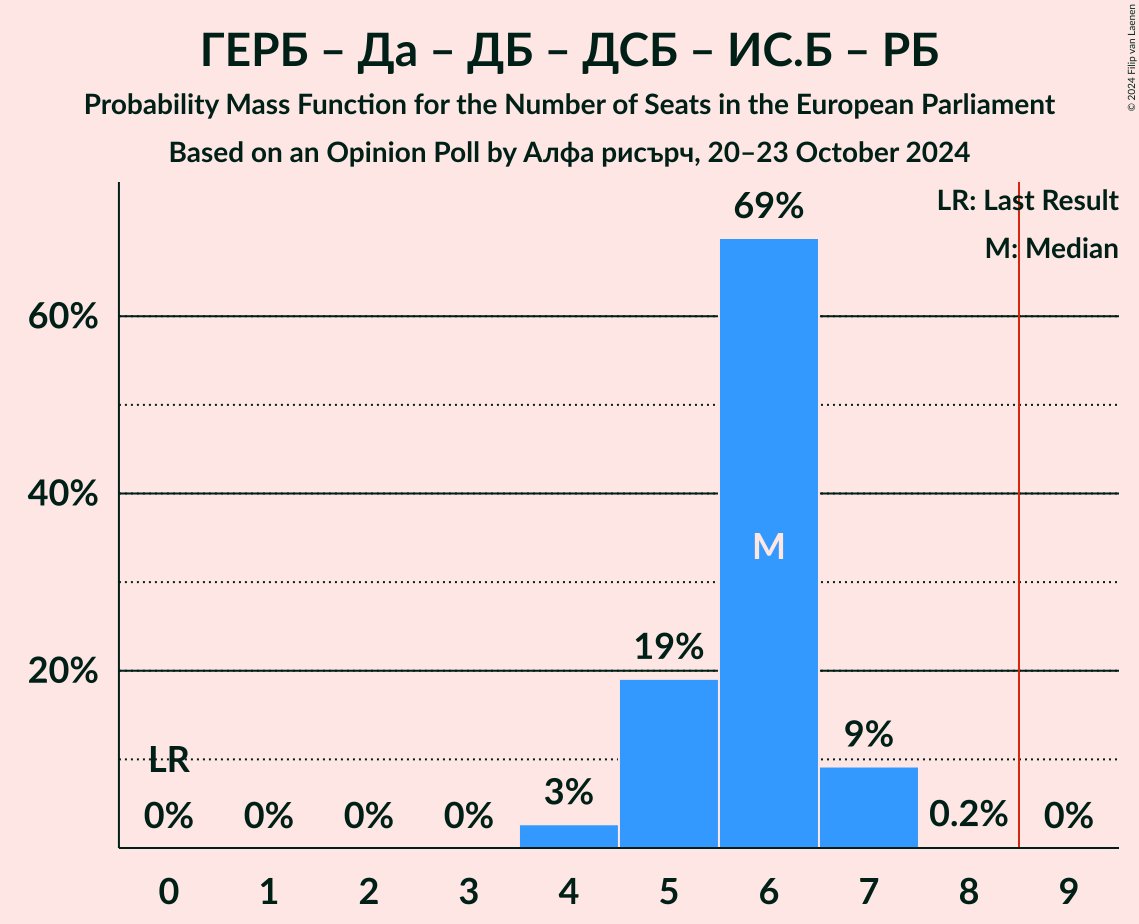 ГЕРБ – Да – ДБ – ДСБ – ИС.Б – РБ
Probability Mass Function for the Number of Seats in the European Parliament
Based on an Opinion Poll by Алфа рисърч, 20–23 October 2024
© 2024 Filip van Laenen
LR: Last Result
M: Median
69%
60%
40%
M
19%
20%
9%
LR
3%
0% 0% 0% 0% 0.2% 0%
0 1 2 3 4 5 6 7 8 9